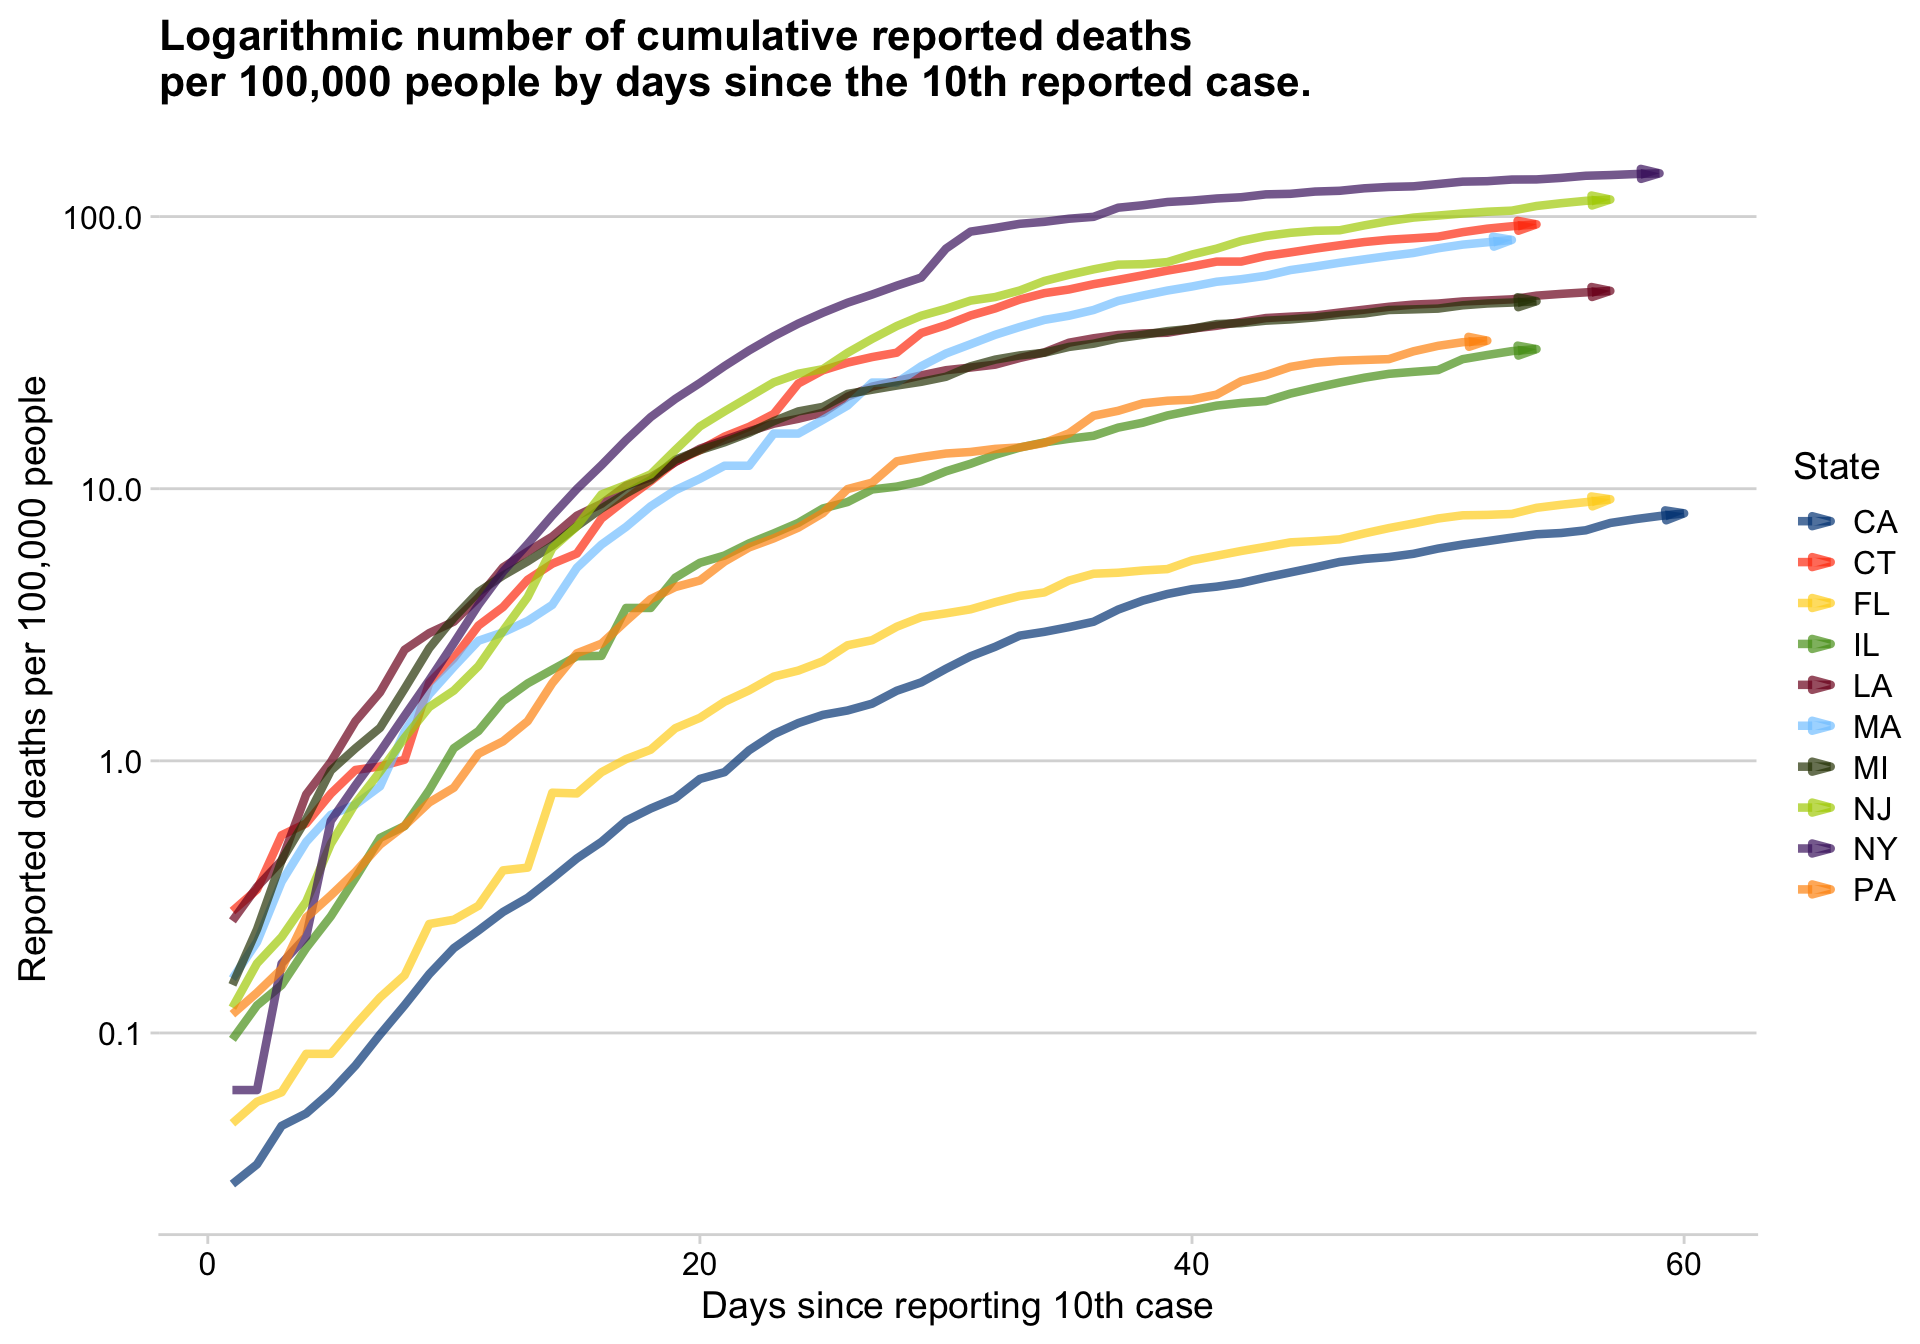 Logarithmic number of cumulative reported deaths
per 100,000 people by days since the 10th reported case.
Reported deaths per 100,000 people
100.0
10.0
1.0
0.1
0
20
40
60
Days since reporting 10th case
State
CA
CT
FL
IL
LA
MA
MI
NJ
NY
PA